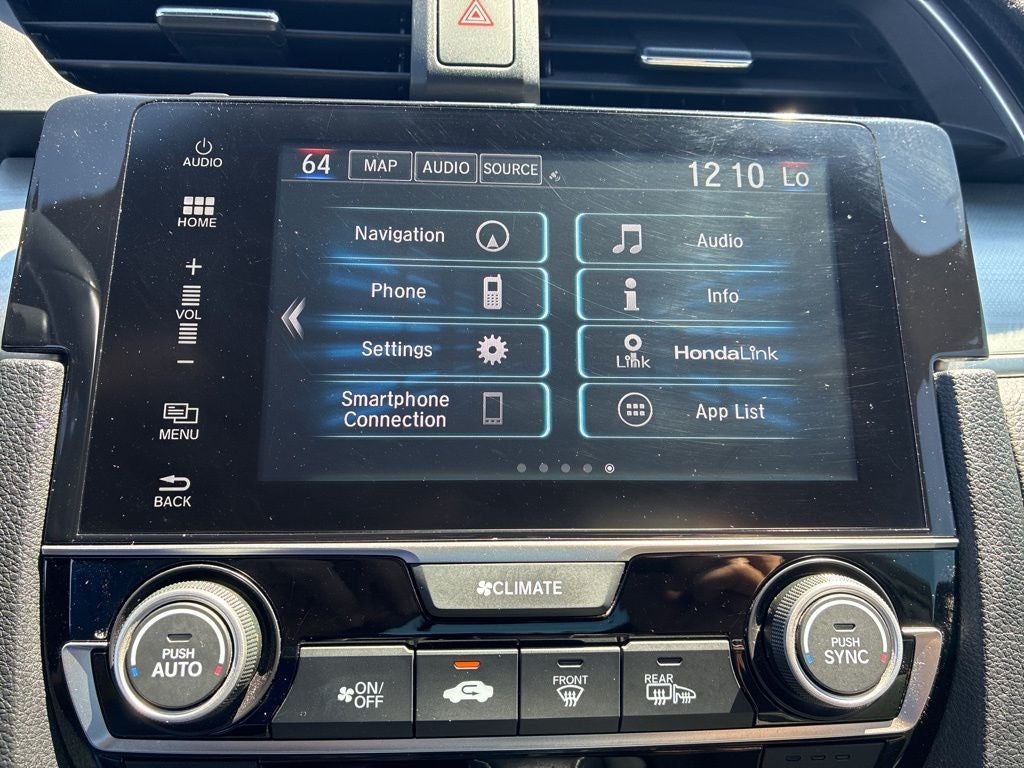 AUDIO
HOME
+
VOL
−
MENU
BACK
64 MAP AUDIO SOURCE 12 10 Lo
Navigation
Audio
Phone
Info
Settings
Link HondaLink
Smartphone
Connection
App List
CLIMATE
PUSH
AUTO
ON/
OFF
FRONT
REAR
PUSH
SYNC